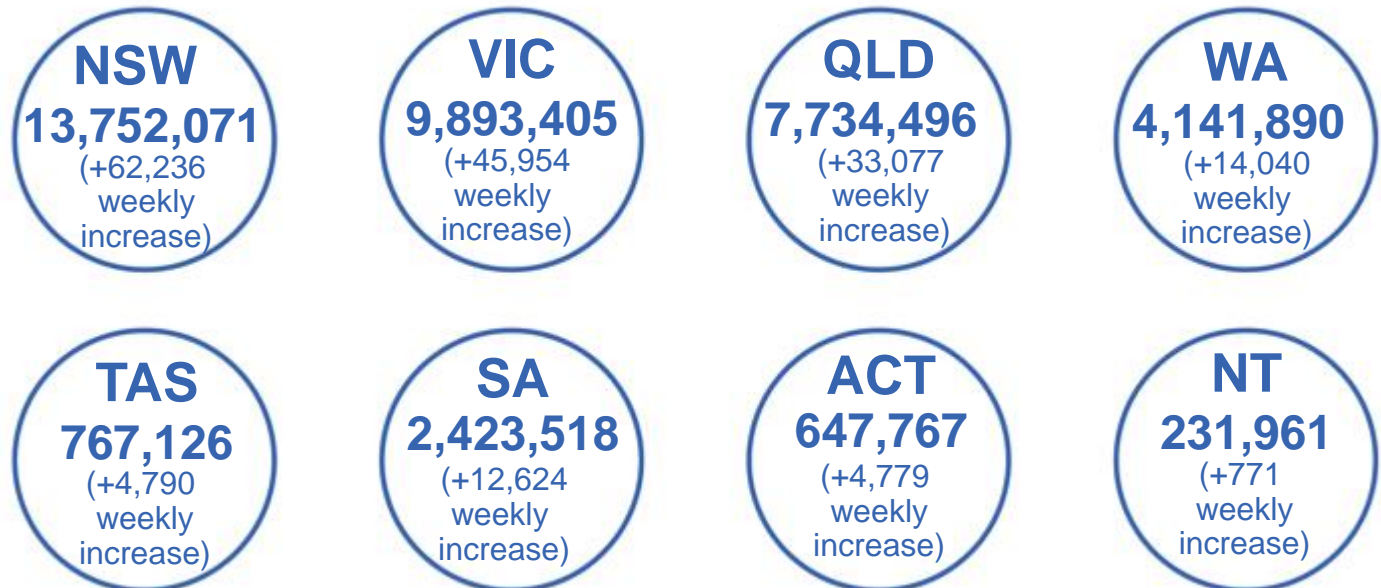 NSW
13,752,071
(+62,236
weekly
increase)
VIC
9,893,405
(+45,954
weekly
increase)
QLD
7,734,496
(+33,077
weekly
increase)
WA
4,141,890
(+14,040
weekly
increase)
TAS
767,126
(+4,790
weekly
increase)
SA
2,423,518
(+12,624
weekly
increase)
ACT
647,767
(+4,779
weekly
increase)
NT
231,961
(+771
weekly
increase)